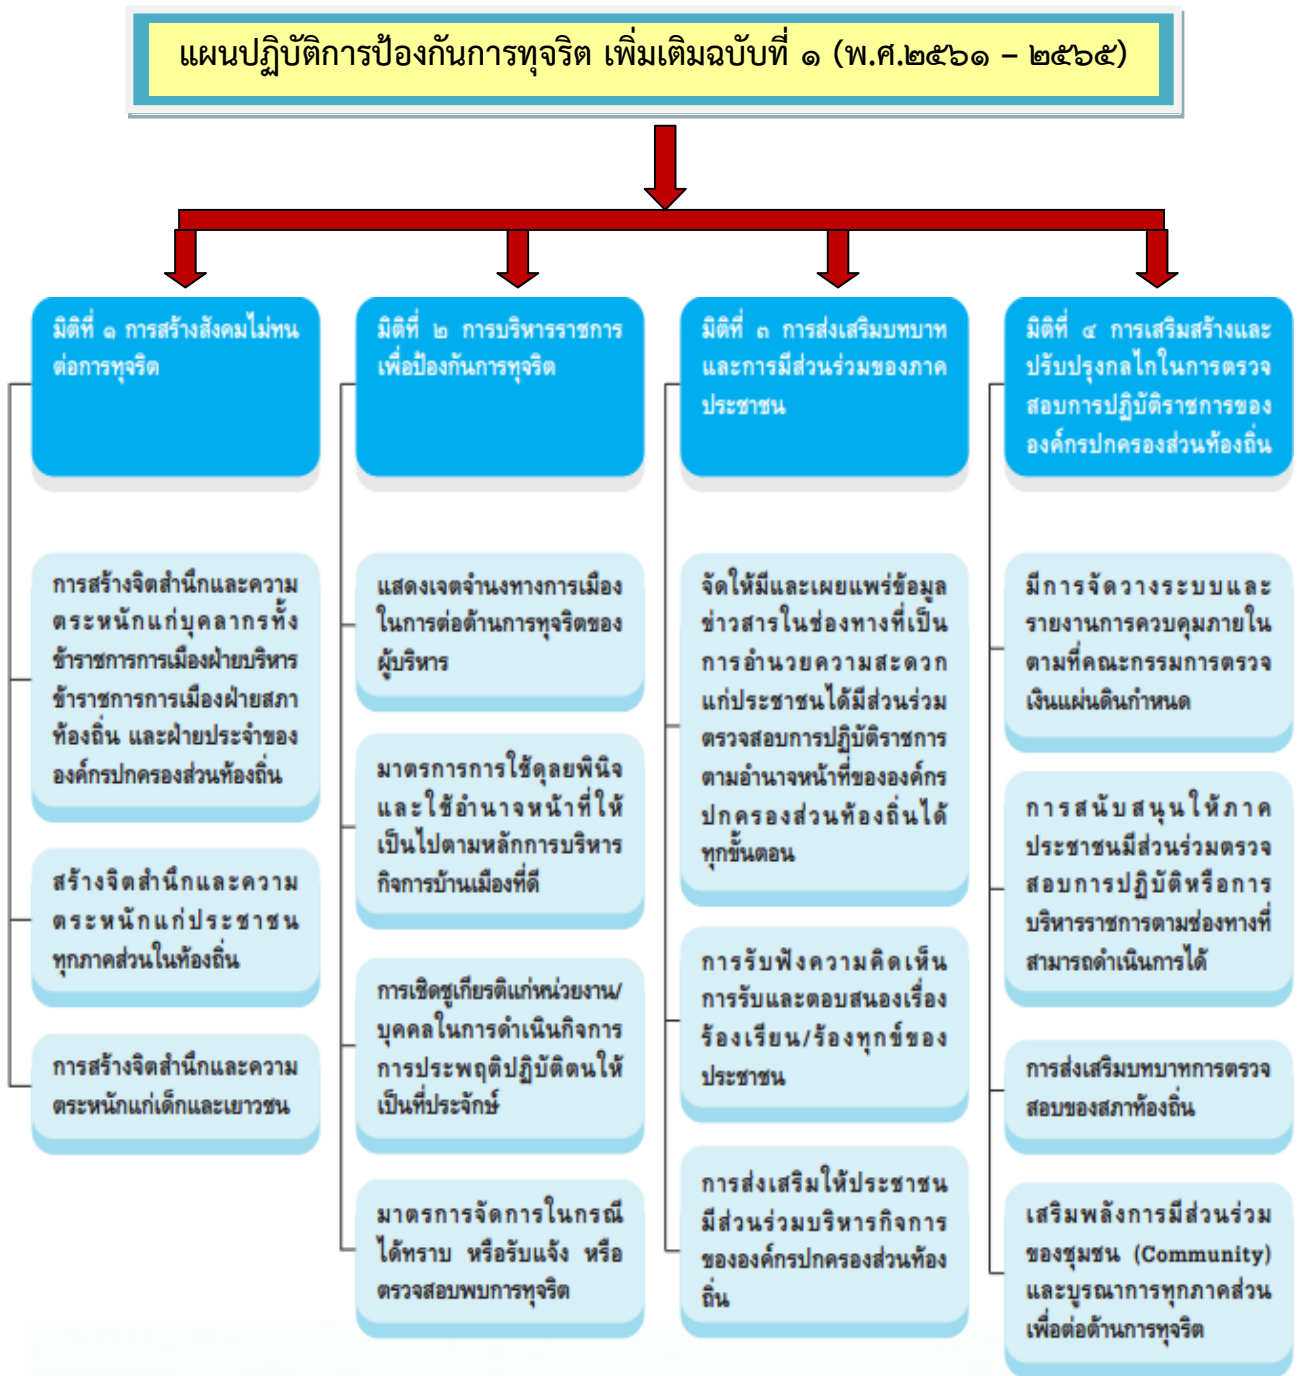 แผนปฏิบัติการป้องกันการทุจริต เพิ่มเติมฉบับที่ ๑ (พ.ศ.๒๕๖๑ – ๒๕๖๕)
มิติที่ ๑ การสร้างสังคมไม่ทน
ต่อการทุจริต
การสร้างจิตสำนึกและความ
ตระหนักแก่บุคลากรทั้ง
ข้าราชการการเมืองฝ่ายบริหาร
ข้าราชการการเมืองฝ่ายสภา
ท้องถิ่น และฝ่ายประจำของ
องค์กรปกครองส่วนท้องถิ่น
สร้างจิตสำนึกและความ
ตระหนักแก่ประชาชน
ทุกภาคส่วนในท้องถิ่น
การสร้างจิตสำนึกและความ
ตระหนักแก่เด็กและเยาวชน
มิติที่ ๒ การบริหารราชการ
เพื่อป้องกันการทุจริต
แสดงเจตจำนงทางการเมือง
ในการต่อต้านการทุจริตของ
ผู้บริหาร
มาตรการการใช้ดุลยพินิจ
และใช้อำนาจหน้าที่ให้
เป็นไปตามหลักการบริหาร
กิจการบ้านเมืองที่ดี
การเชิดชูเกียรติแก่หน่วยงาน/
บุคคลในการดำเนินกิจการ
การประพฤติปฏิบัติตนให้
เป็นที่ประจักษ์
มาตรการจัดการในกรณี
ได้ทราบ หรือรับแจ้ง หรือ
ตรวจสอบพบการทุจริต
มิติที่ ๓ การส่งเสริมบทบาท
และการมีส่วนร่วมของภาค
ประชาชน
จัดให้มีและเผยแพร่ข้อมูล
ข่าวสารในช่องทางที่เป็น
การอำนวยความสะดวก
แก่ประชาชนได้มีส่วนร่วม
ตรวจสอบการปฏิบัติราชการ
ตามอำนาจหน้าที่ขององค์กร
ปกครองส่วนท้องถิ่นได้
ทุกขั้นตอน
การรับฟังความคิดเห็น
การรับและตอบสนองเรื่อง
ร้องเรียน/ร้องทุกข์ของ
ประชาชน
การส่งเสริมให้ประชาชน
มีส่วนร่วมบริหารกิจการ
ขององค์กรปกครองส่วนท้อง
ถิ่น
มิติที่ ๔ การเสริมสร้างและ
ปรับปรุงกลไกในการตรวจ
สอบการปฏิบัติราชการของ
องค์กรปกครองส่วนท้องถิ่น
มีการจัดวางระบบและ
รายงานการควบคุมภายใน
ตามที่คณะกรรมการตรวจ
เงินแผ่นดินกำหนด
การสนับสนุนให้ภาค
ประชาชนมีส่วนร่วมตรวจ
สอบการปฏิบัติหรือการ
บริหารราชการตามช่องทางที่
สามารถดำเนินการได้
การส่งเสริมบทบาทการตรวจ
สอบของสภาท้องถิ่น
เสริมพลังการมีส่วนร่วม
ของชุมชน (Community)
และบูรณาการทุกภาคส่วน
เพื่อต่อต้านการทุจริต